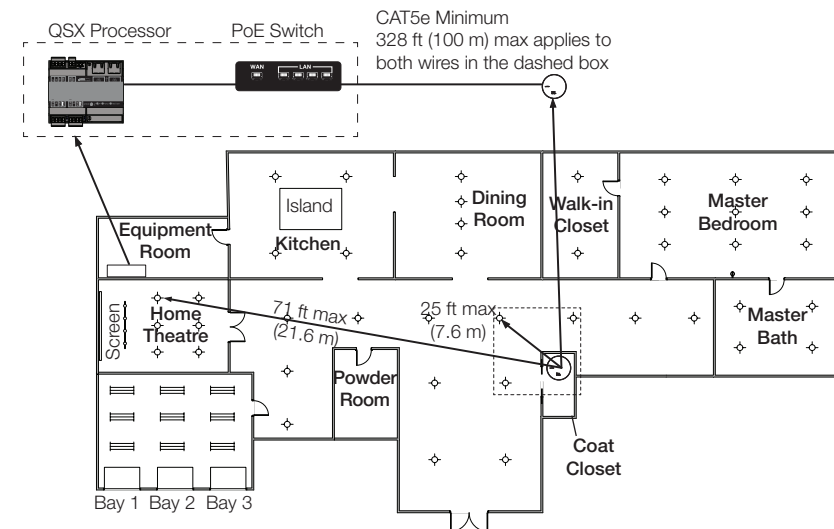 QSX Processor
PoE Switch
CAT5e Minimum
328 ft (100 m) max applies to
both wires in the dashed box
WAN
LAN
Island
Kitchen
Dining
Room
Walk-in
Closet
Master
Bedroom
Equipment
Room
Screen
Home
Theatre
71 ft max
(21.6 m)
25 ft max
(7.6 m)
Master
Bath
Powder
Room
Coat
Closet
Bay 1
Bay 2
Bay 3